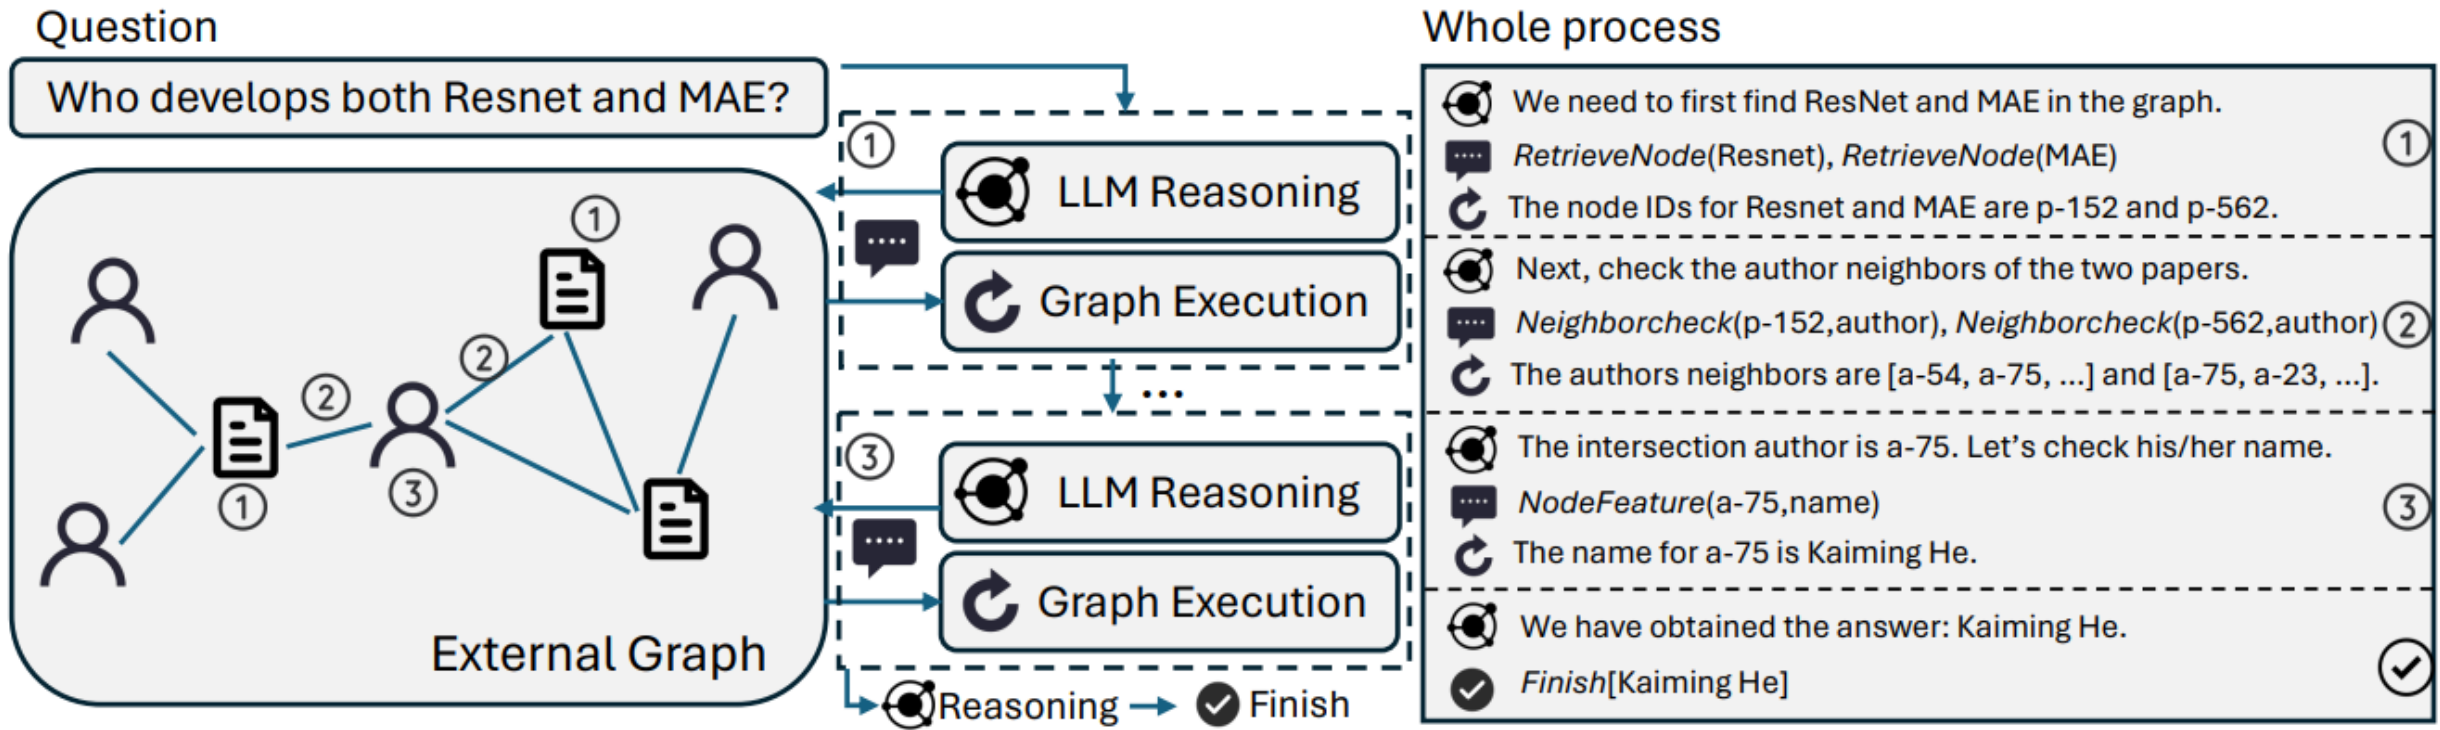 Question
Who develops both Resnet and MAE?
①
②
②
①
③
External Graph
①
LLM Reasoning
Graph Execution
...
③
LLM Reasoning
Graph Execution
Reasoning
Finish
Whole process
We need to first find ResNet and MAE in the graph.
RetrieveNode(Resnet), RetrieveNode(MAE)
①
The node IDs for Resnet and MAE are p-152 and p-562.
Next, check the author neighbors of the two papers.
Neighborcheck(p-152,author), Neighborcheck(p-562,author)
②
The authors neighbors are [a-54, a-75, ...] and [a-75, a-23, ...].
The intersection author is a-75. Let's check his/her name.
NodeFeature(a-75,name)
③
The name for a-75 is Kaiming He.
We have obtained the answer: Kaiming He.
Finish[Kaiming He]